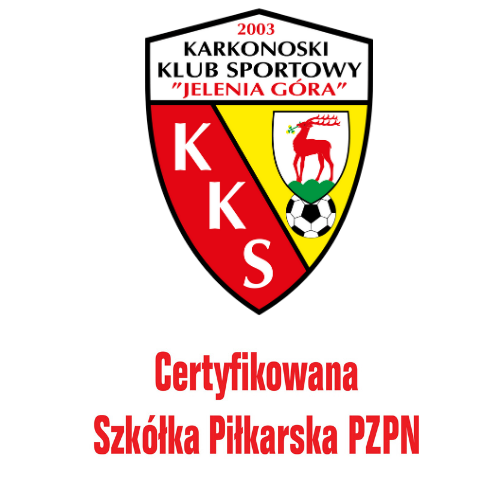 2003
KARKONOSKI
KLUB SPORTOWY
"JELENIA GÓRA"
K
K
S
Certyfikowana
Szkółka Piłkarska PZPN